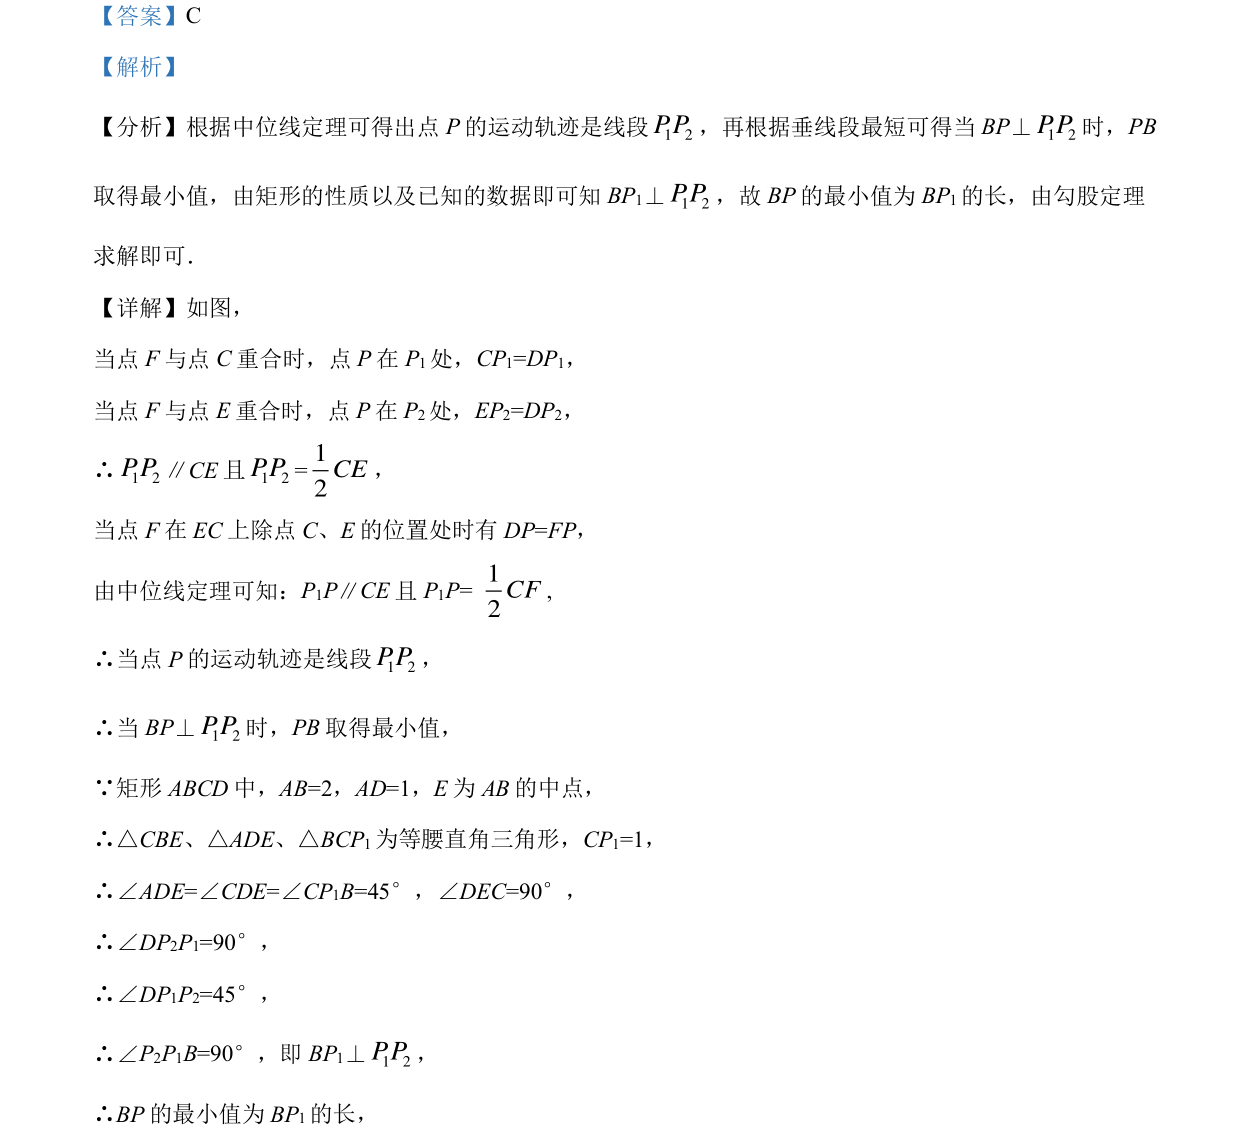 【答案】C
【解析】
【分析】根据中位线定理可得出点 P 的运动轨迹是线段 P₁P₂，再根据垂线段最短可得当 BP⊥ P₁P₂ 时，PB
取得最小值，由矩形的性质以及已知的数据即可知 BP₁⊥ P₁P₂，故 BP 的最小值为 BP₁ 的长，由勾股定理
求解即可．
【详解】如图，
当点 F 与点 C 重合时，点 P 在 P₁ 处，CP₁=DP₁，
当点 F 与点 E 重合时，点 P 在 P₂ 处，EP₂=DP₂，
∴ P₁P₂ ∥CE 且 P₁P₂ = 1/2 CE，
当点 F 在 EC 上除点 C、E 的位置处时有 DP=FP，
由中位线定理可知：P₁P∥CE 且 P₁P= 1/2 CF，
∴当点 P 的运动轨迹是线段 P₁P₂，
∴当 BP⊥ P₁P₂ 时，PB 取得最小值，
∵矩形 ABCD 中，AB=2，AD=1，E 为 AB 的中点，
∴△CBE、△ADE、△BCP₁ 为等腰直角三角形，CP₁=1，
∴∠ADE=∠CDE=∠CP₁B=45°，∠DEC=90°，
∴∠DP₂P₁=90°，
∴∠DP₁P₂=45°，
∴∠P₂P₁B=90°，即 BP₁⊥ P₁P₂，
∴BP 的最小值为 BP₁ 的长，